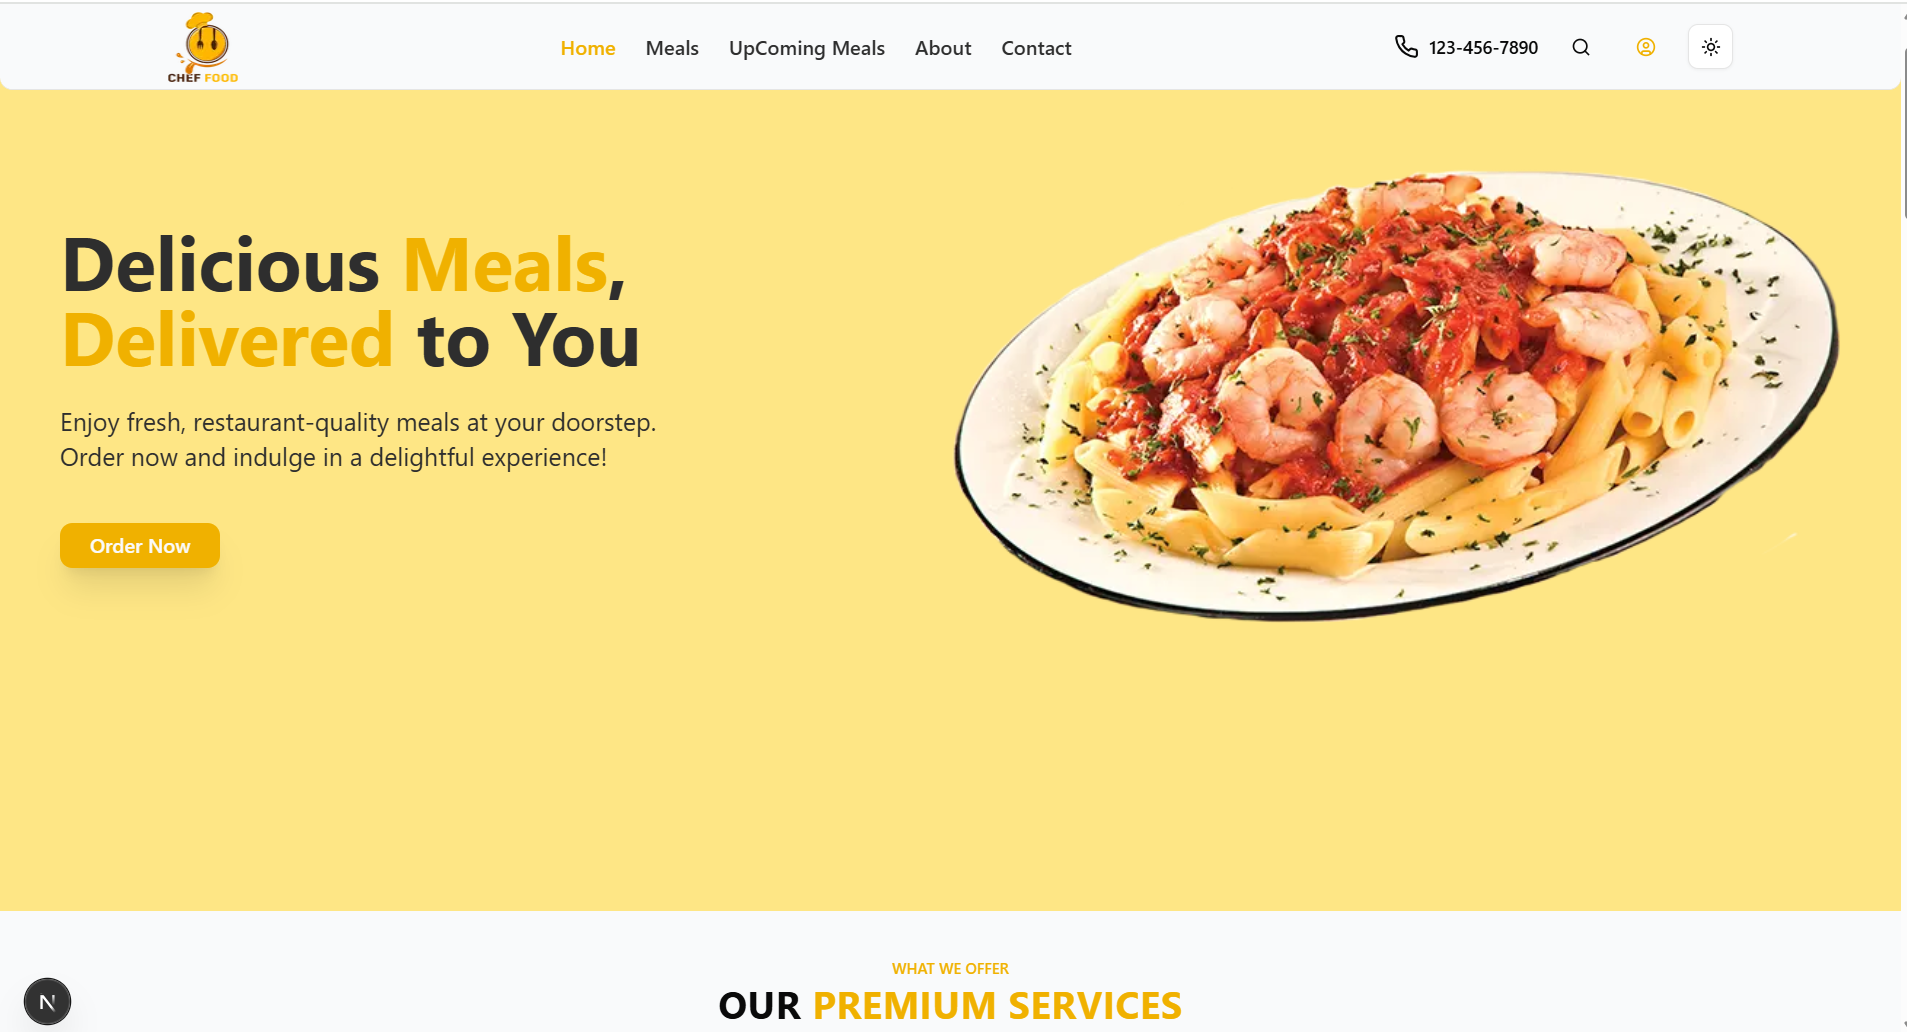 CHEF FOOD
Home
Meals
UpComing Meals
About
Contact
123-456-7890
Delicious Meals,
Delivered to You
Enjoy fresh, restaurant-quality meals at your doorstep.
Order now and indulge in a delightful experience!
Order Now
WHAT WE OFFER
OUR PREMIUM SERVICES
N